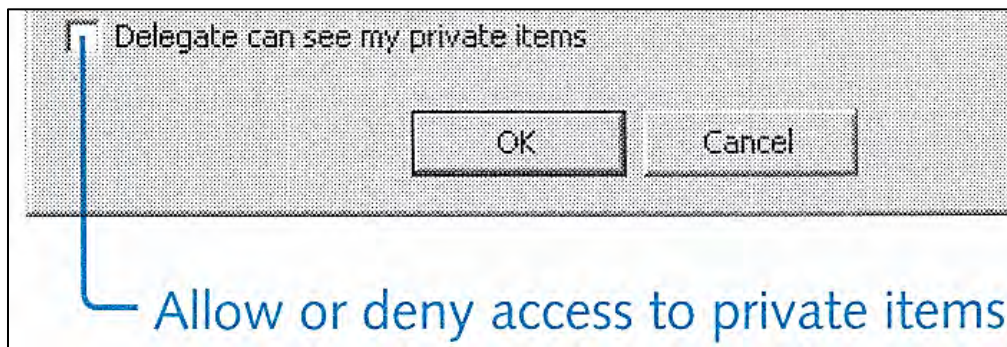 Delegate can see my private items
OK Cancel
Allow or deny access to private items